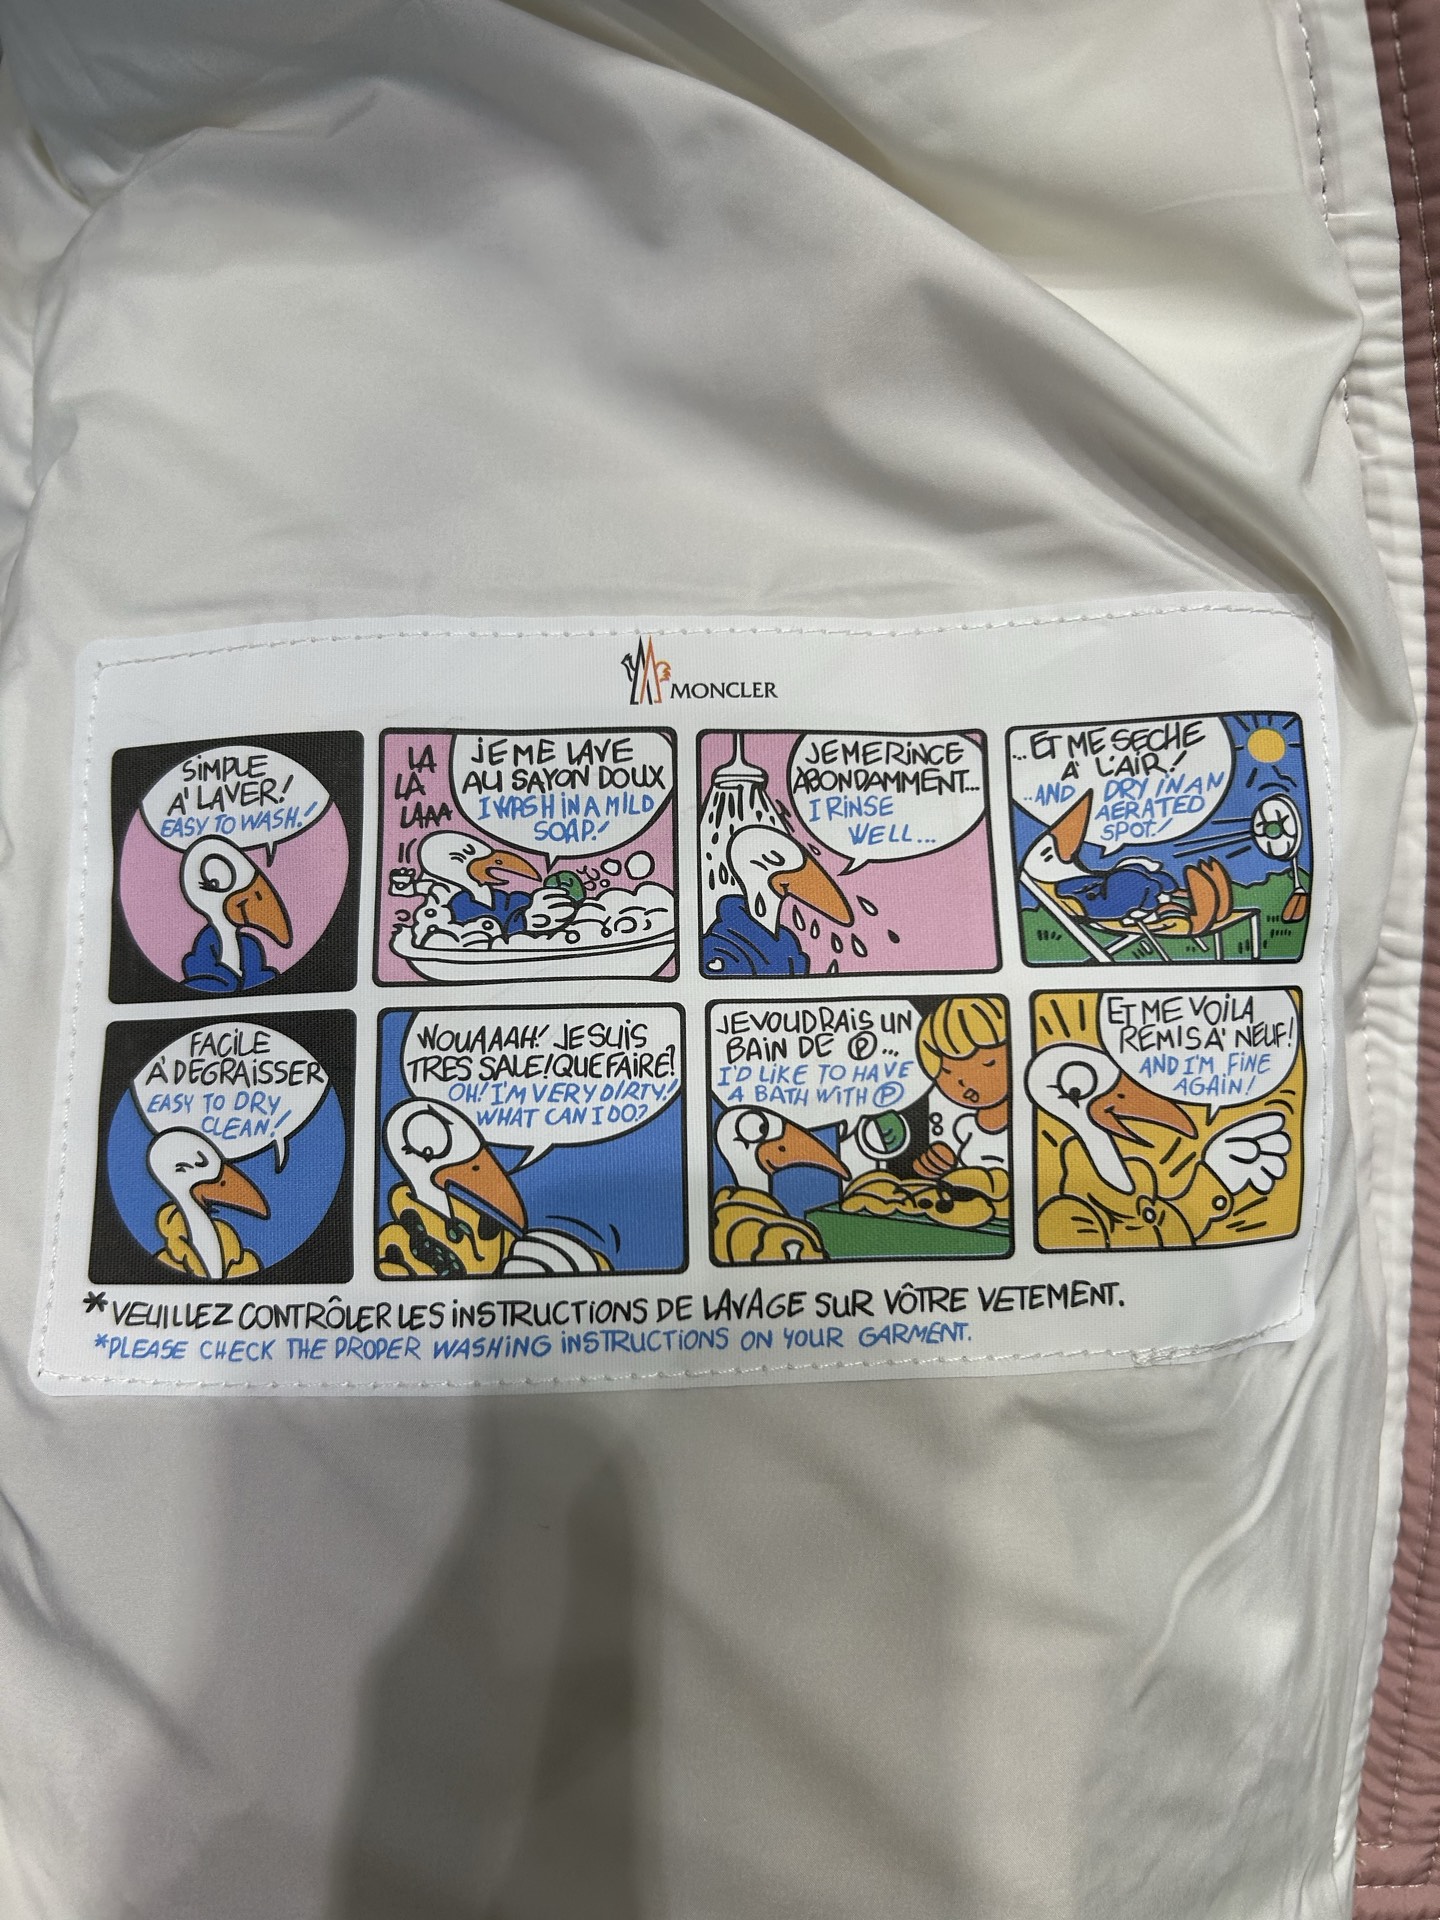 MONCLER
SIMPLE
A' LAVER!
EASY TO WASH!
LA
LA
LAAA
JE ME LAVE
AU SAVON DOUX
I WASH IN A MILD
SOAP!
JE ME RINCE
ABONDAMMENT...
I RINSE
WELL...
...ET ME SECHE
A' L'AIR!
..AND DRY IN AN
AERATED
SPOT!
FACILE
À DEGRAISSER
EASY TO DRY
CLEAN!
WOUAAAH! JE SUIS
TRES SALE! QUE FAIRE?
OH! I'M VERY DIRTY!
WHAT CAN I DO?
JE VOUDRAIS UN
BAIN DE Ⓟ...
I'D LIKE TO HAVE
A BATH WITH Ⓟ
ET ME VOILA
REMIS A' NEUF!
AND I'M FINE
AGAIN!
*VEUILLEZ CONTRÔLER LES INSTRUCTIONS DE LAVAGE SUR VÔTRE VETEMENT.
*PLEASE CHECK THE PROPER WASHING INSTRUCTIONS ON YOUR GARMENT.